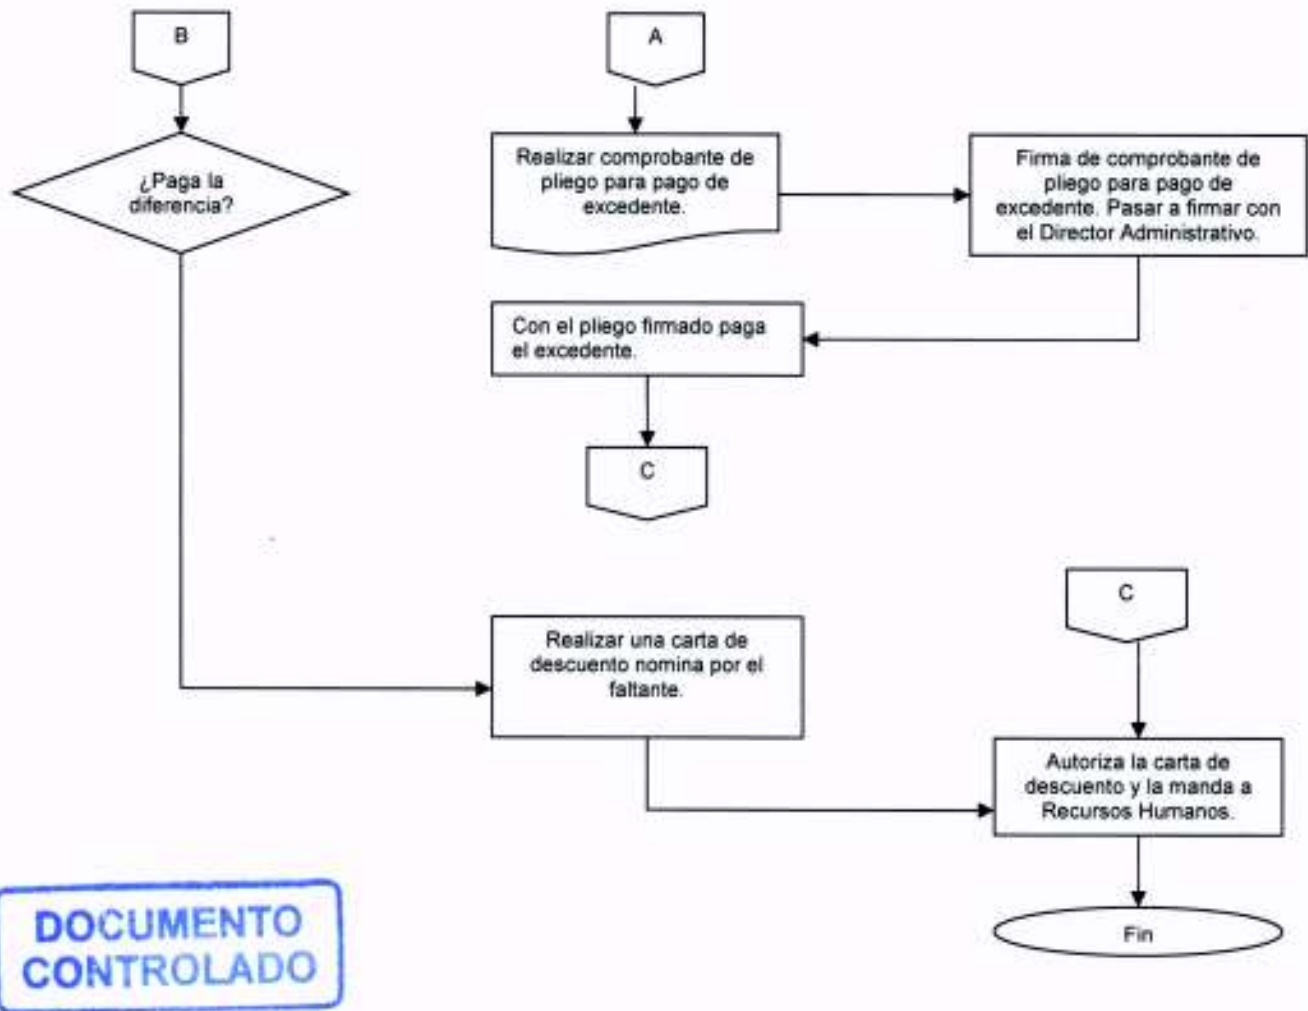 B
A
¿Paga la
diferencia?
Realizar comprobante de
pliego para pago de
excedente.
Firma de comprobante de
pliego para pago de
excedente. Pasar a firmar con
el Director Administrativo.
Con el pliego firmado paga
el excedente.
C
C
Realizar una carta de
descuento nomina por el
faltante.
Autoriza la carta de
descuento y la manda a
Recursos Humanos.
Fin
DOCUMENTO
CONTROLADO